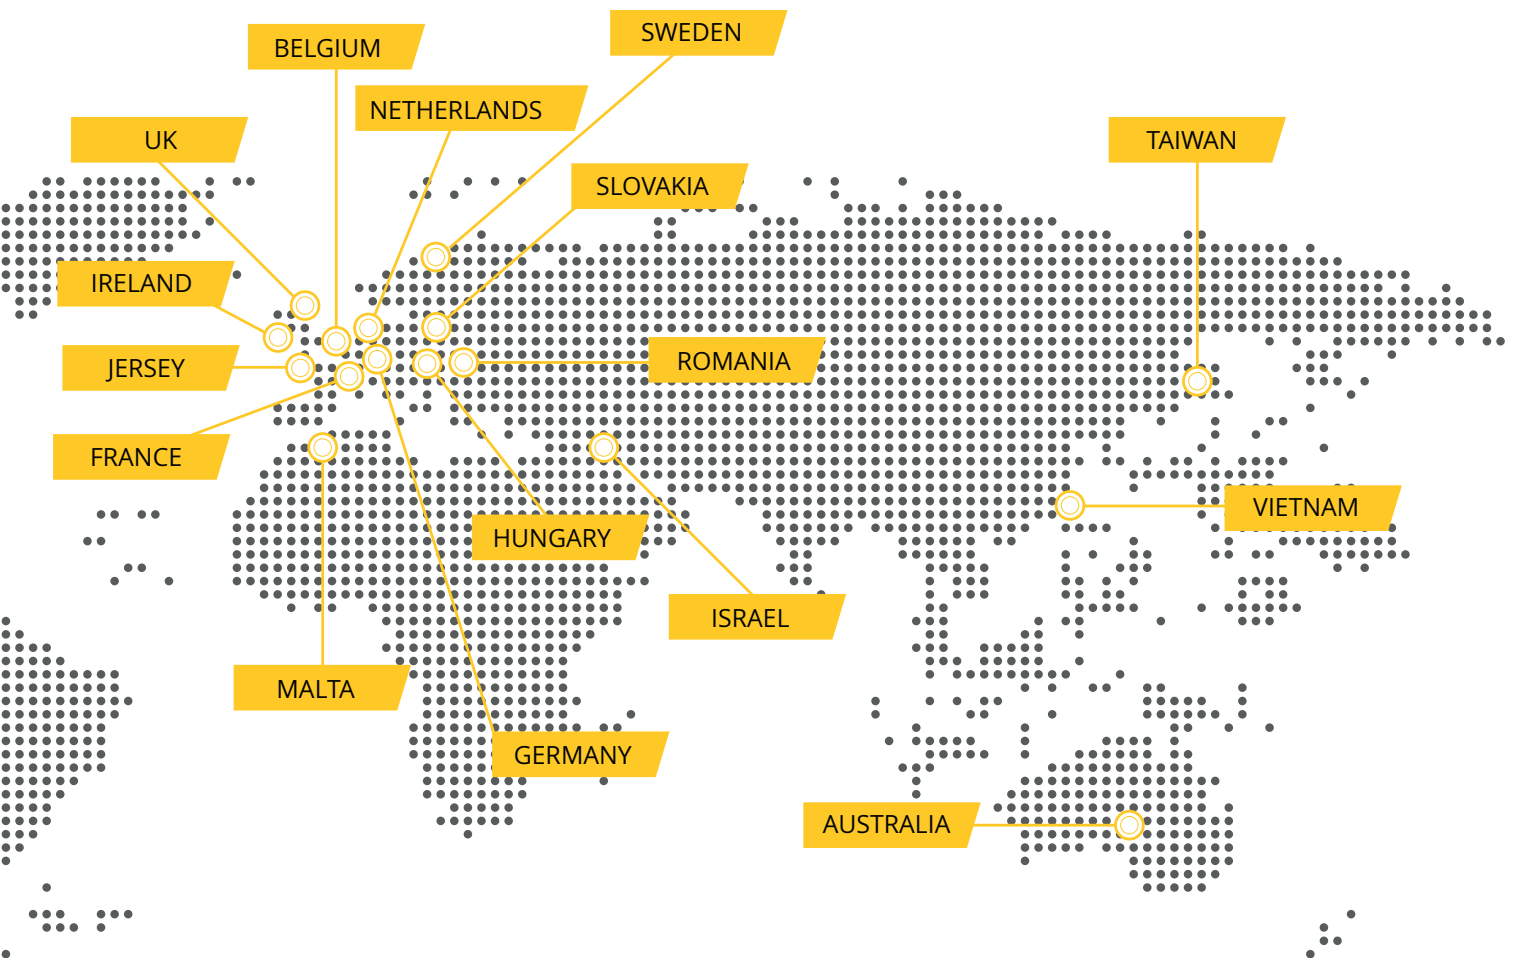 SWEDEN
BELGIUM
NETHERLANDS
UK
TAIWAN
SLOVAKIA
IRELAND
JERSEY
ROMANIA
FRANCE
VIETNAM
HUNGARY
ISRAEL
MALTA
GERMANY
AUSTRALIA